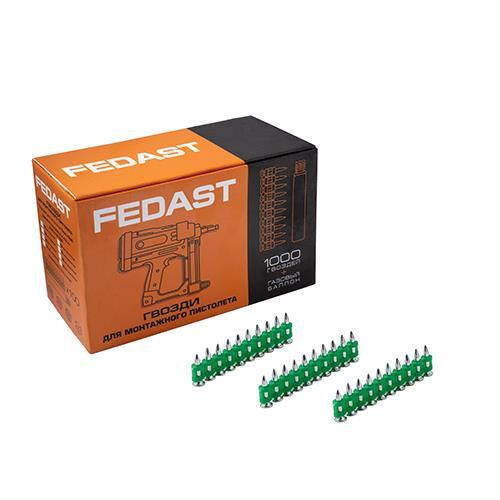 FEDAST
FEDAST
ГВОЗДИ
ДЛЯ МОНТАЖНОГО ПИСТОЛЕТА
1000
ГВОЗДЕЙ
+
ГАЗОВЫЙ
БАЛЛОН